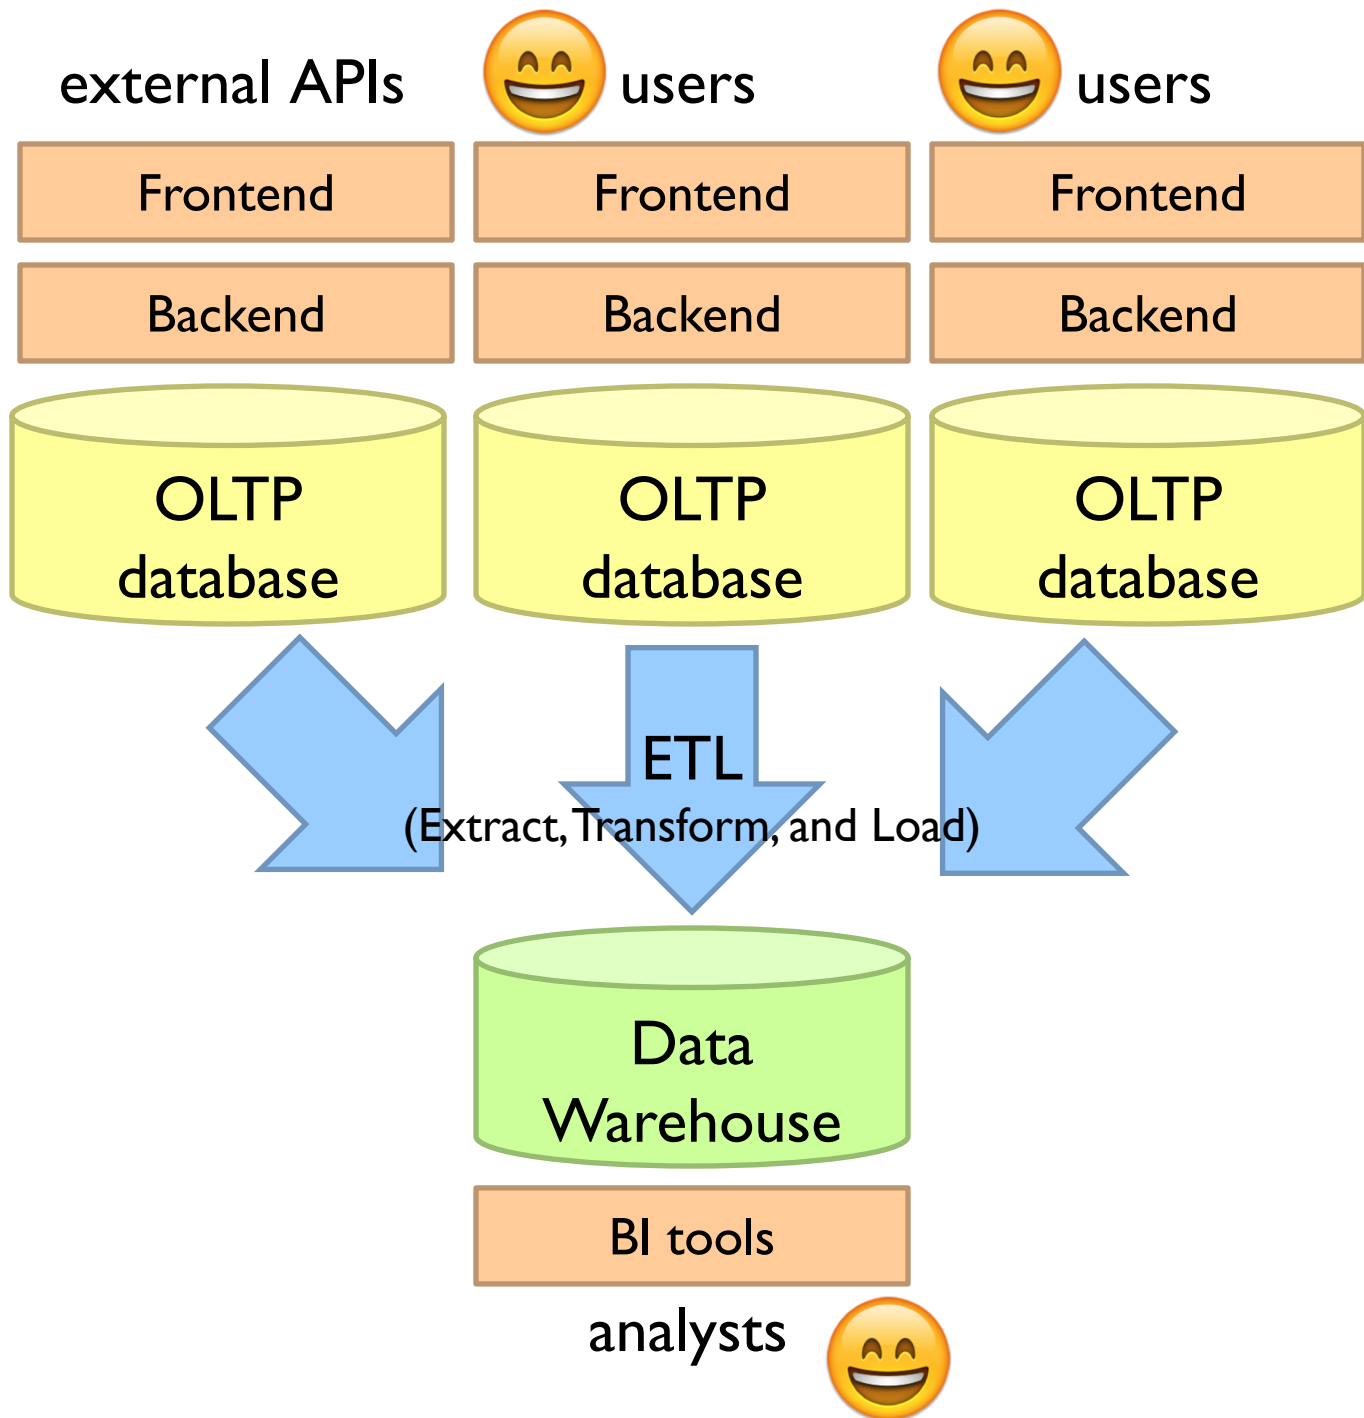 external APIs
users
users
Frontend
Frontend
Frontend
Backend
Backend
Backend
OLTP
database
OLTP
database
OLTP
database
ETL
(Extract, Transform, and Load)
Data
Warehouse
BI tools
analysts